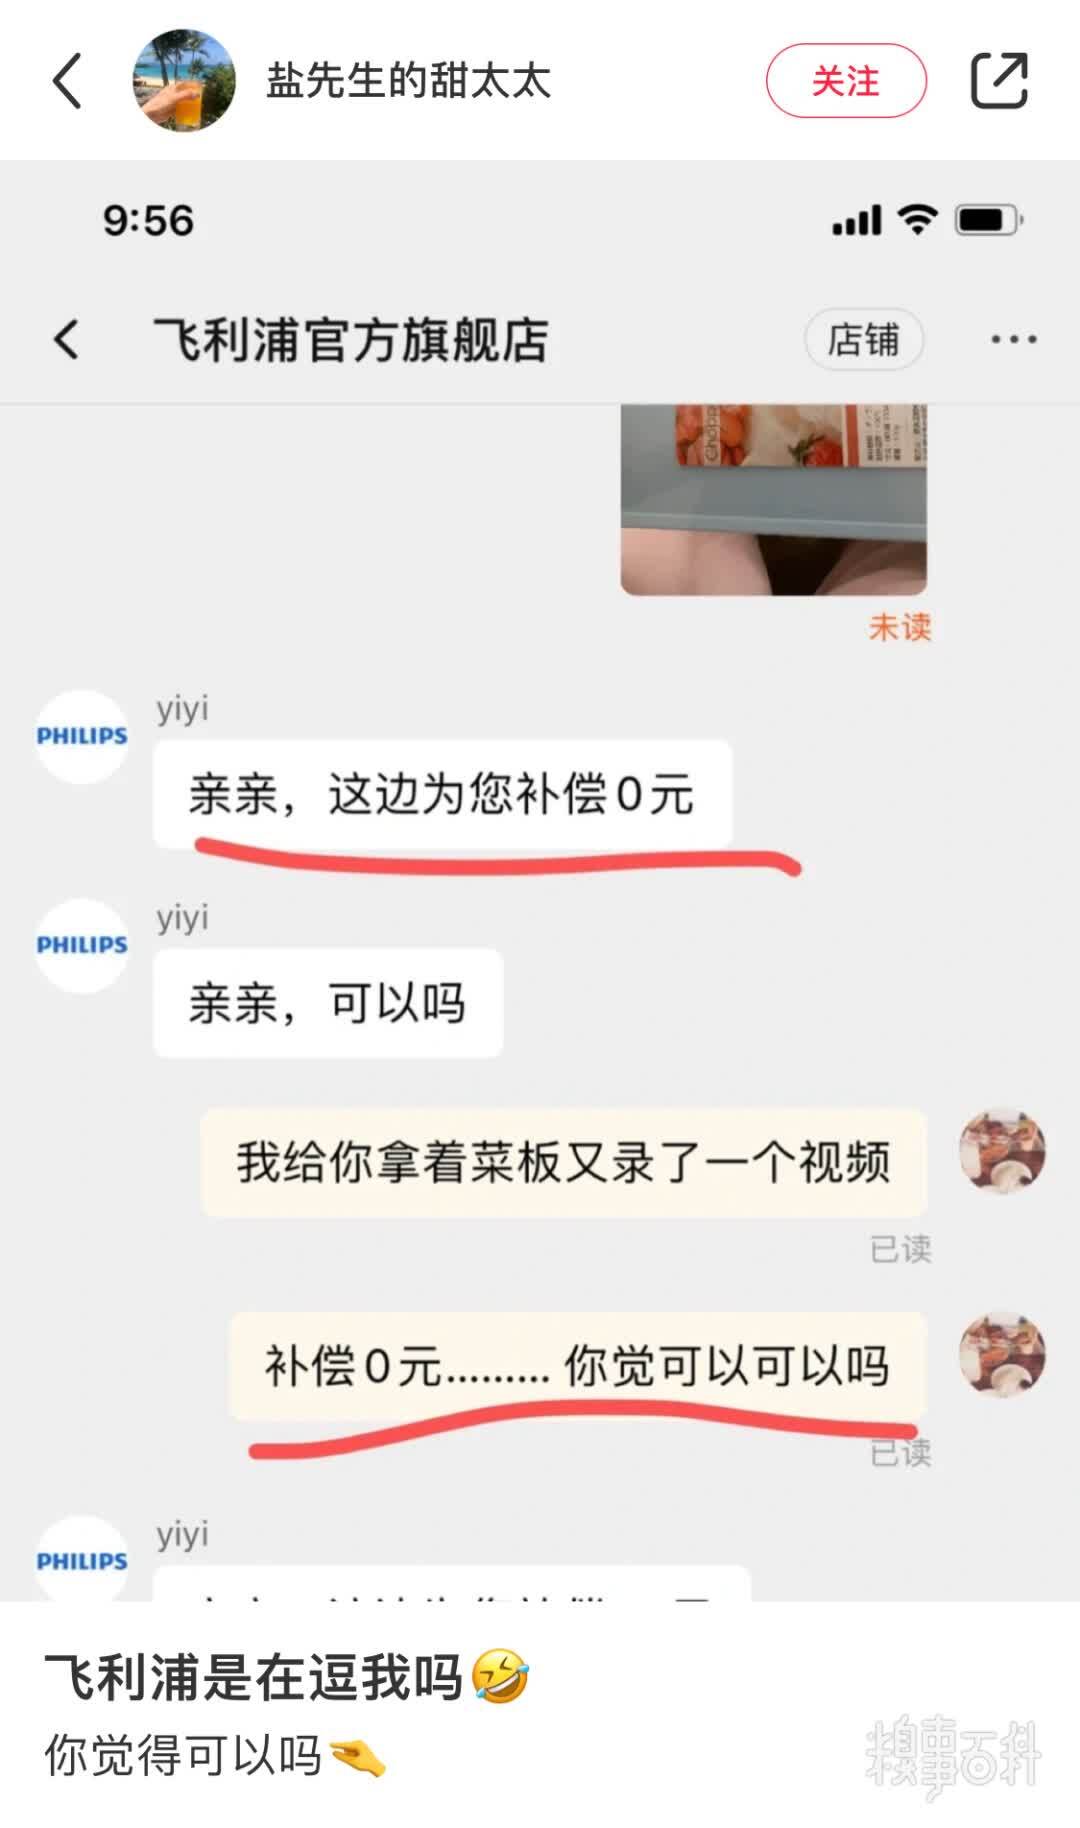 盐先生的甜太太
关注
9:56
飞利浦官方旗舰店
店铺
Chopp
未读
yiyi
PHILIPS
亲亲，这边为您补偿0元
yiyi
PHILIPS
亲亲，可以吗
我给你拿着菜板又录了一个视频
已读
补偿0元......... 你觉可以可以吗
已读
yiyi
PHILIPS
飞利浦是在逗我吗🤣
你觉得可以吗🫴
糗事百科